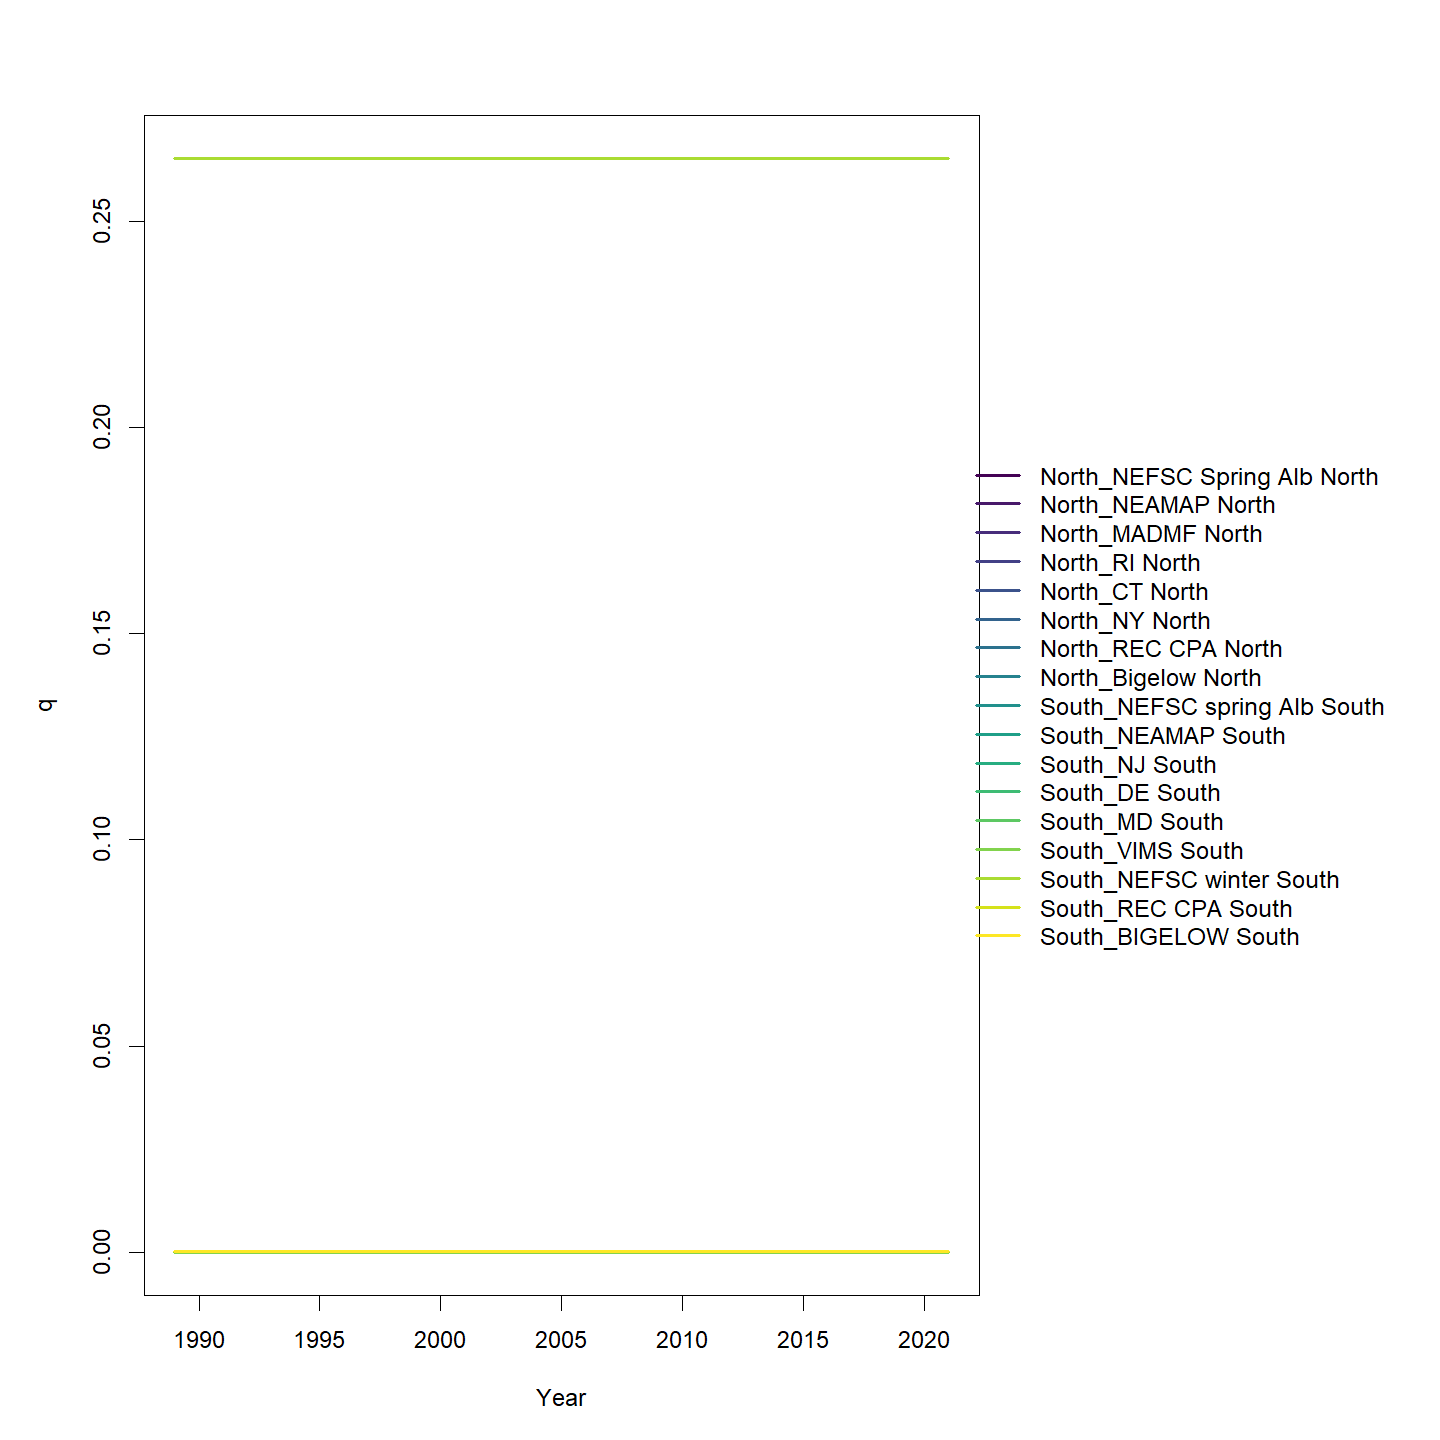 0.25
0.20
0.15
0.10
0.05
0.00
q
1990 1995 2000 2005 2010 2015 2020
Year
North_NEFSC Spring Alb North
North_NEAMAP North
North_MADMF North
North_RI North
North_CT North
North_NY North
North_REC CPA North
North_Bigelow North
South_NEFSC spring Alb South
South_NEAMAP South
South_NJ South
South_DE South
South_MD South
South_VIMS South
South_NEFSC winter South
South_REC CPA South
South_BIGELOW South